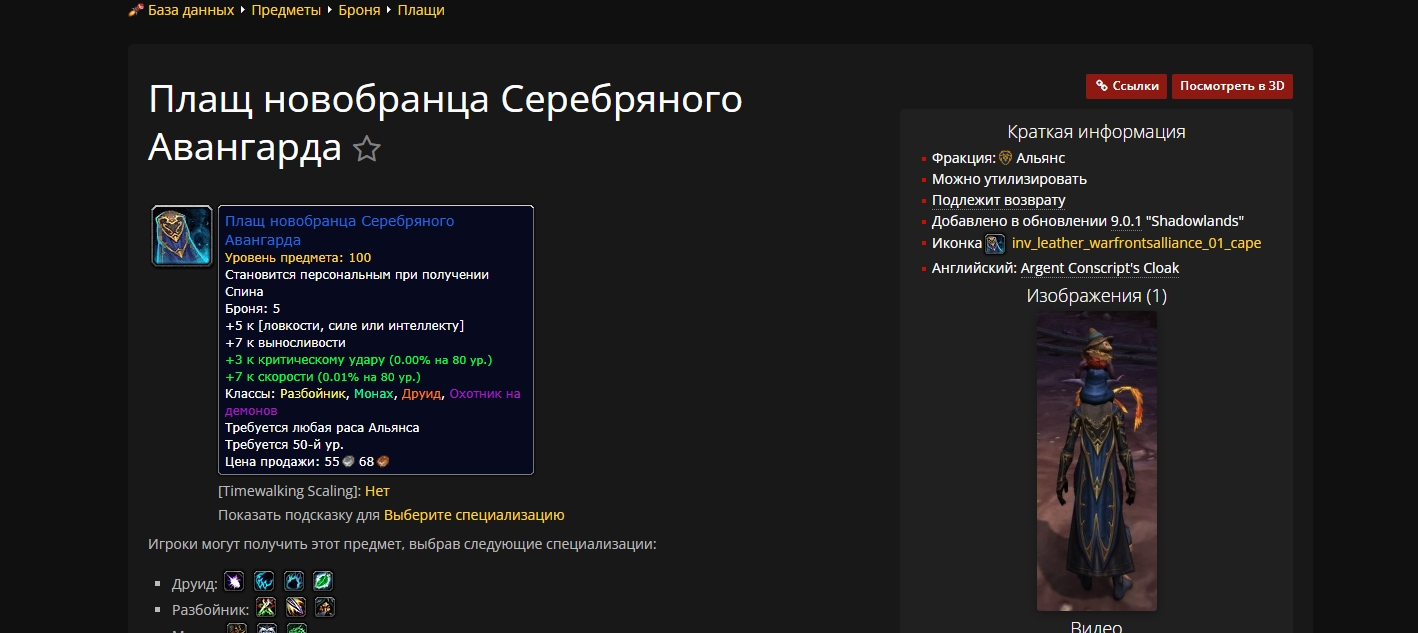 База данных ‣ Предметы ‣ Броня ‣ Плащи
Плащ новобранца Серебряного
Авангарда
Плащ новобранца Серебряного
Авангарда
Уровень предмета: 100
Становится персональным при получении
Спина
Броня: 5
+5 к [ловкости, силе или интеллекту]
+7 к выносливости
+3 к критическому удару (0.00% на 80 ур.)
+7 к скорости (0.01% на 80 ур.)
Классы: Разбойник, Монах, Друид, Охотник на
демонов
Требуется любая раса Альянса
Требуется 50-й ур.
Цена продажи: 55 68
[Timewalking Scaling]: Нет
Показать подсказку для Выберите специализацию
Игроки могут получить этот предмет, выбрав следующие специализации:
Друид:
Разбойник:
Ссылки
Посмотреть в 3D
Краткая информация
Фракция: Альянс
Можно утилизировать
Подлежит возврату
Добавлено в обновлении 9.0.1 "Shadowlands"
Иконка inv_leather_warfrontsalliance_01_cape
Английский: Argent Conscript's Cloak
Изображения (1)
Видео